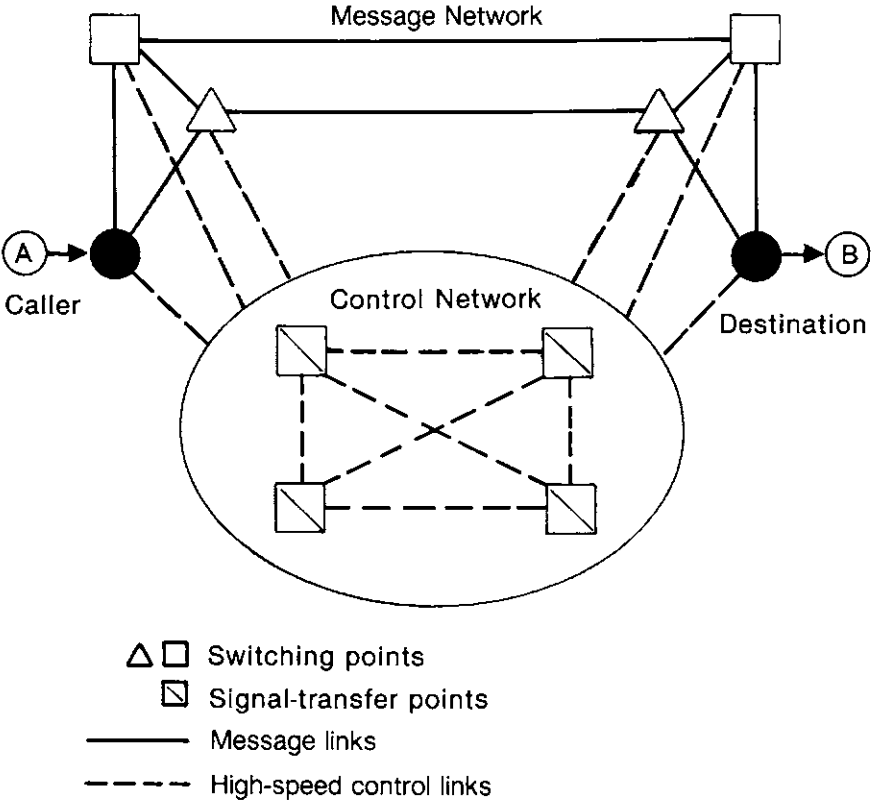 Message Network
A
B
Caller
Control Network
Destination
Switching points
Signal-transfer points
Message links
High-speed control links